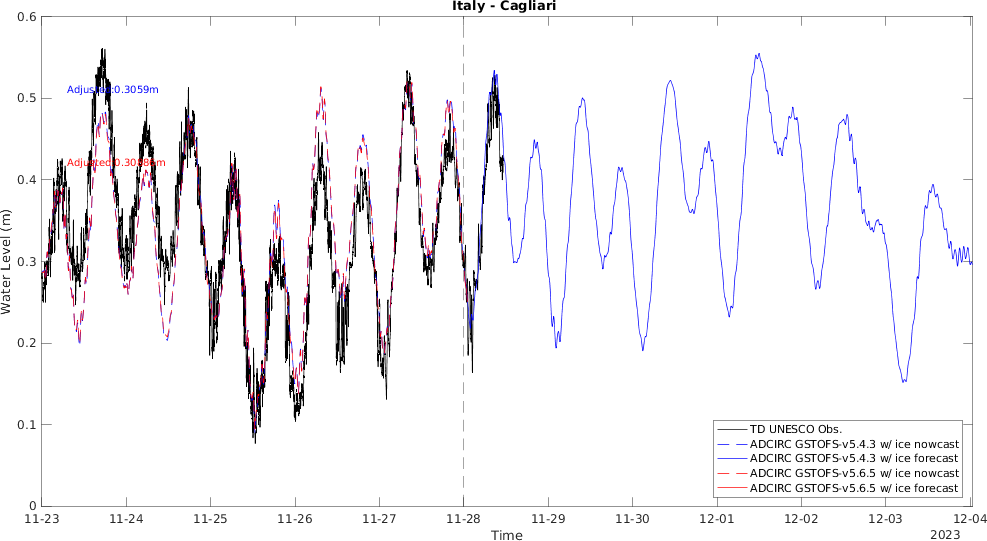 Italy - Cagliari
Water Level (m)
0.6
0.5
0.4
0.3
0.2
0.1
0
Adjusted:0.3059m
11-23
11-24
11-25
11-26
11-27
11-28
11-29
11-30
12-01
12-02
12-03
12-04
Time
2023
TD UNESCO Obs.
ADCIRC GSTOFS-v5.4.3 w/ ice nowcast
ADCIRC GSTOFS-v5.4.3 w/ ice forecast
ADCIRC GSTOFS-v5.6.5 w/ ice nowcast
ADCIRC GSTOFS-v5.6.5 w/ ice forecast